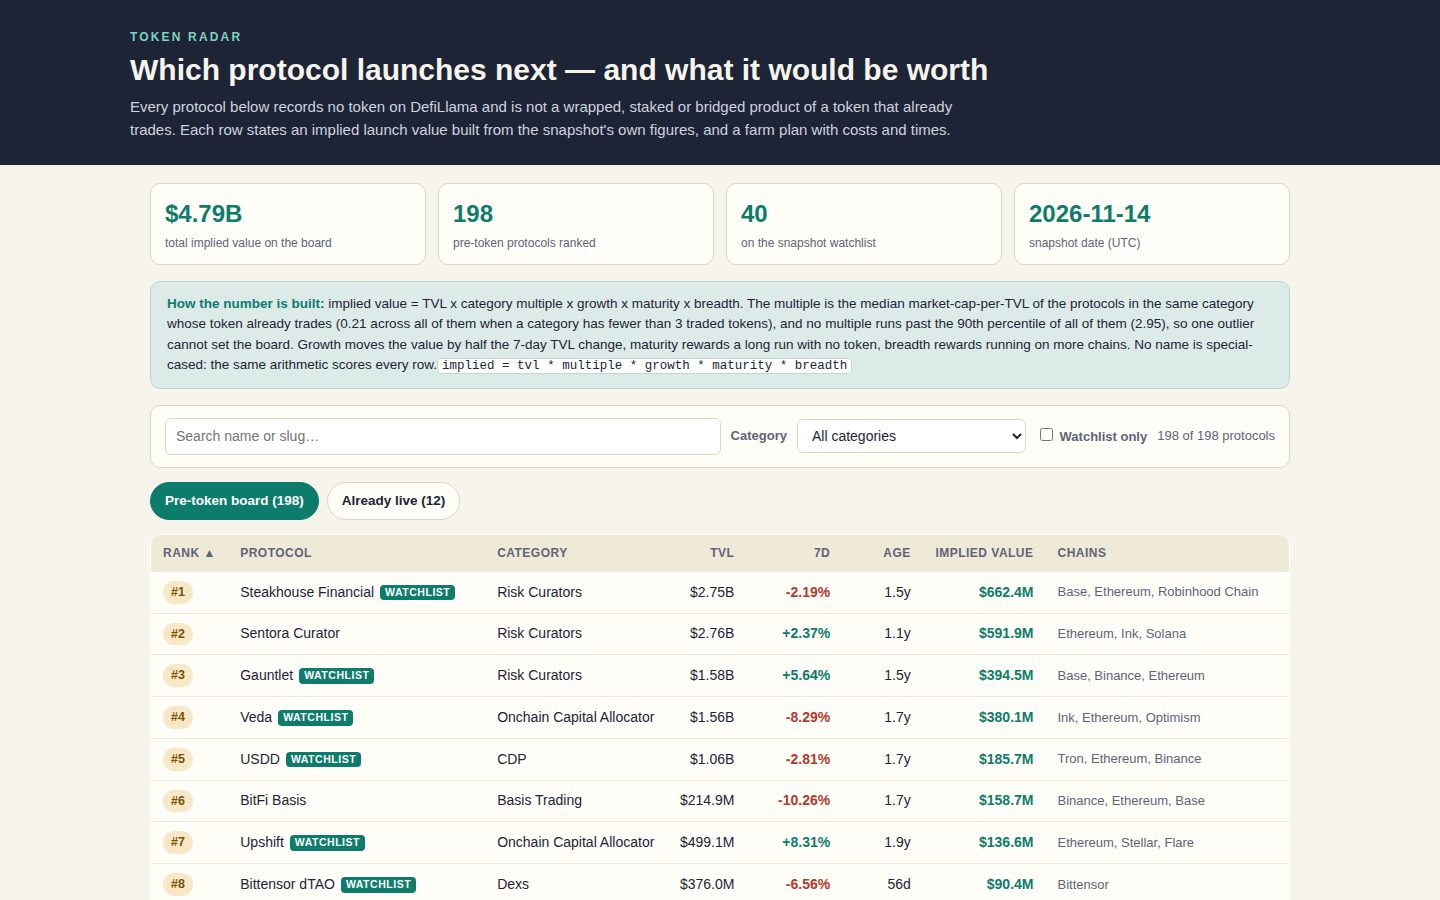 TOKEN RADAR
Which protocol launches next — and what it would be worth
Every protocol below records no token on DefiLlama and is not a wrapped, staked or bridged product of a token that already
trades. Each row states an implied launch value built from the snapshot's own figures, and a farm plan with costs and times.
$4.79B
total implied value on the board
198
pre-token protocols ranked
40
on the snapshot watchlist
2026-11-14
snapshot date (UTC)
How the number is built: implied value = TVL x category multiple x growth x maturity x breadth. The multiple is the median market-cap-per-TVL of the protocols in the same category
whose token already trades (0.21 across all of them when a category has fewer than 3 traded tokens), and no multiple runs past the 90th percentile of all of them (2.95), so one outlier
cannot set the board. Growth moves the value by half the 7-day TVL change, maturity rewards a long run with no token, breadth rewards running on more chains. No name is special-
cased: the same arithmetic scores every row. implied = tvl * multiple * growth * maturity * breadth
Search name or slug… Category All categories Watchlist only 198 of 198 protocols
Pre-token board (198) Already live (12)
RANK ▲ PROTOCOL CATEGORY TVL 7D AGE IMPLIED VALUE CHAINS
#1 Steakhouse Financial WATCHLIST Risk Curators $2.75B -2.19% 1.5y $662.4M Base, Ethereum, Robinhood Chain
#2 Sentora Curator Risk Curators $2.76B +2.37% 1.1y $591.9M Ethereum, Ink, Solana
#3 Gauntlet WATCHLIST Risk Curators $1.58B +5.64% 1.5y $394.5M Base, Binance, Ethereum
#4 Veda WATCHLIST Onchain Capital Allocator $1.56B -8.29% 1.7y $380.1M Ink, Ethereum, Optimism
#5 USDD WATCHLIST CDP $1.06B -2.81% 1.7y $185.7M Tron, Ethereum, Binance
#6 BitFi Basis Basis Trading $214.9M -10.26% 1.7y $158.7M Binance, Ethereum, Base
#7 Upshift WATCHLIST Onchain Capital Allocator $499.1M +8.31% 1.9y $136.6M Ethereum, Stellar, Flare
#8 Bittensor dTAO WATCHLIST Dexs $376.0M -6.56% 56d $90.4M Bittensor